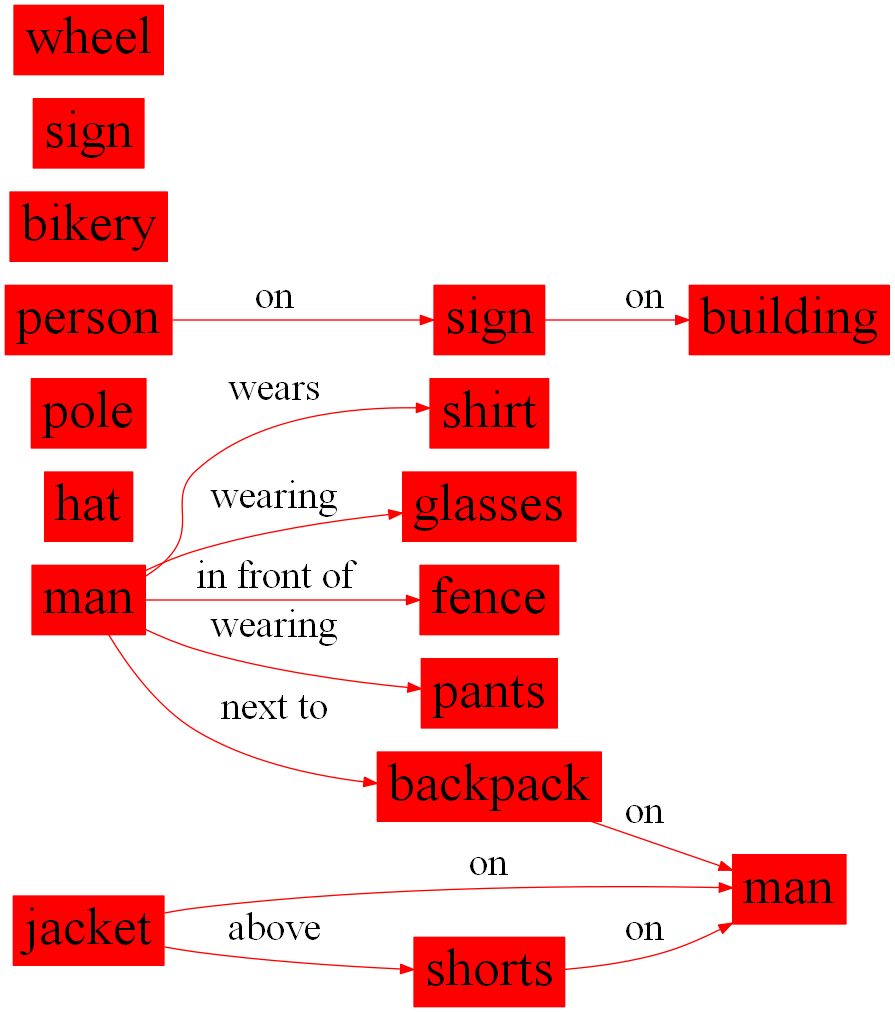 wheel
sign
bikery
person on sign on building
pole wears shirt
hat wearing glasses
man in front of fence
wearing pants
next to
backpack on
jacket on man
above shorts on